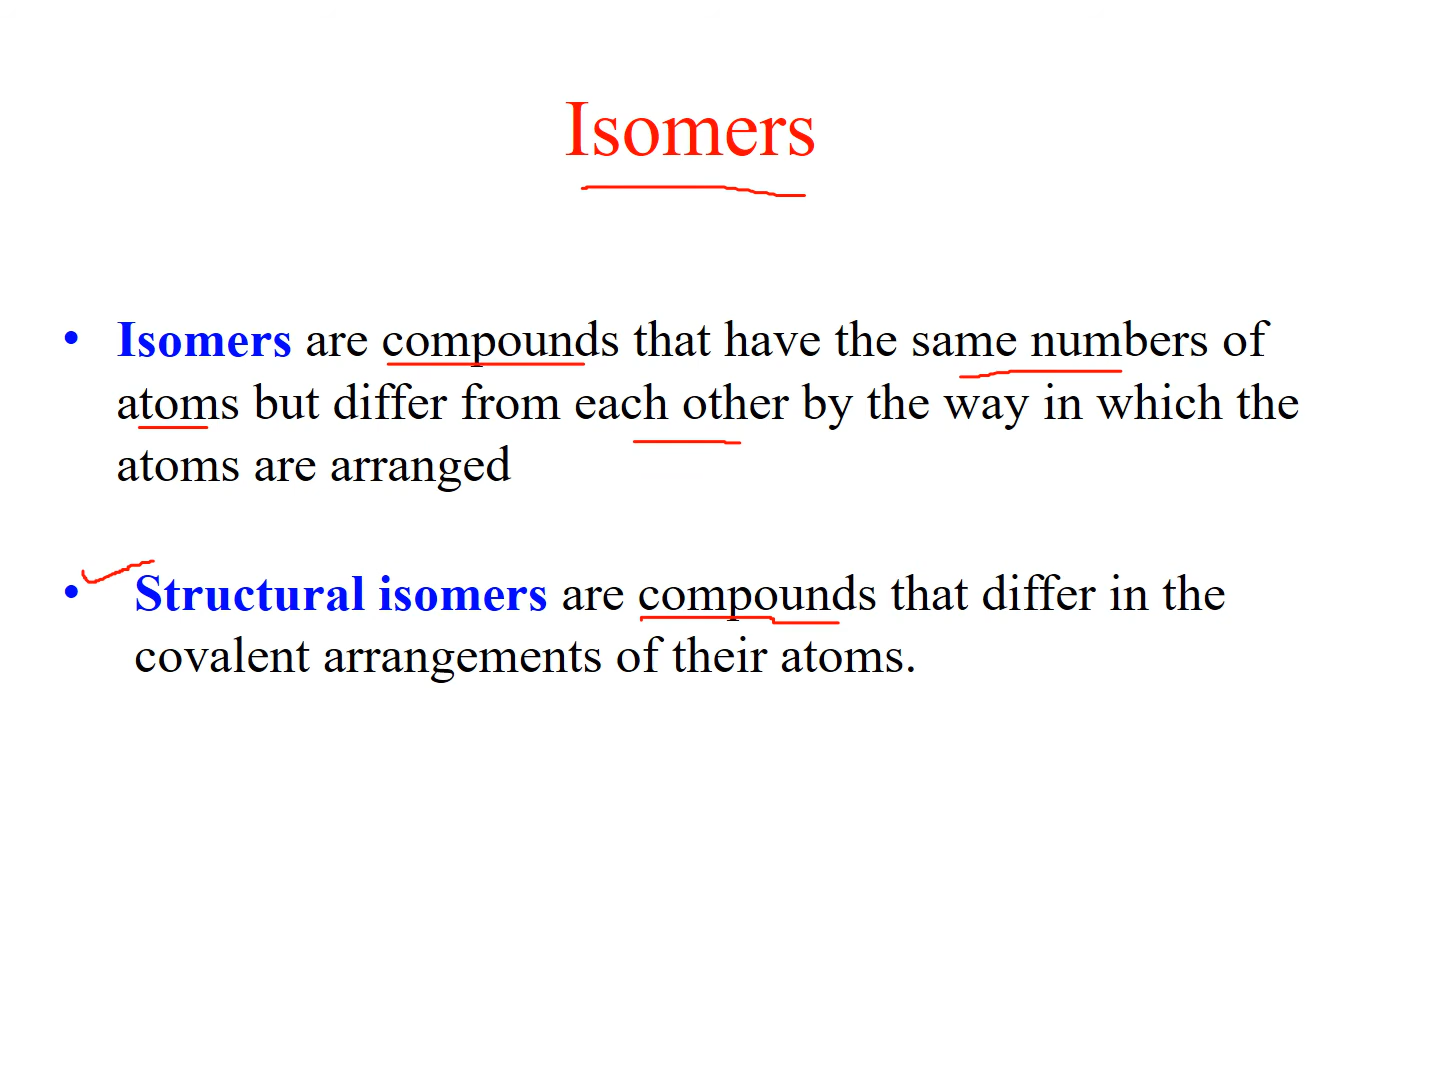 Isomers
• Isomers are compounds that have the same numbers of
atoms but differ from each other by the way in which the
atoms are arranged
• Structural isomers are compounds that differ in the
covalent arrangements of their atoms.